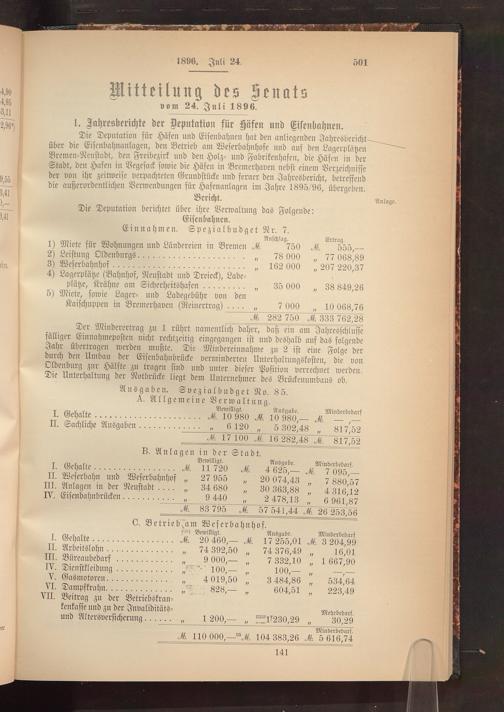 1896, Juli 24.
501
Mitteilung des Senats
vom 24. Juli 1896.
1. Jahresberichte der Deputation für Häfen und Eisenbahnen.
Die Deputation für Häfen und Eisenbahnen hat den anliegenden Jahresbericht
über die Eisenbahnanlagen, den Betrieb am Weserbahnhofe und auf den Lagerplätzen
Bremen-Neustadt, den Freibezirk und den Holz- und Fabrikenhafen, die Häfen in der
Stadt, den Hafen in Vegesack sowie die Häfen in Bremerhaven nebst einem Verzeichnisse
der von ihr zeitweise verpachteten Grundstücke und ferner den Jahresbericht, betreffend
die außerordentlichen Verwendungen für Hafenanlagen im Jahre 1895/96, übergeben.
Anlage.
Bericht.
Die Deputation berichtet über ihre Verwaltung das Folgende:
Eisenbahnen.
Einnahmen. Spezialbudget Nr. 7.
Anschlag. Ertrag.
1) Miete für Wohnungen und Ländereien in Bremen ℳ 750 ℳ 555,—
2) Leistung Oldenburgs „ 78 000 „ 77 068,89
3) Weserbahnhof „ 162 000 „ 207 220,37
4) Lagerplätze (Bahnhof, Neustadt und Dreieck), Lade-
plätze, Krähne am Sicherheitshafen „ 35 000 „ 38 849,26
5) Miete, sowie Lager- und Ladegebühr von den
Kaischuppen in Bremerhaven (Reinertrag) „ 7 000 „ 10 068,76
ℳ 282 750 ℳ 333 762,28
Der Minderertrag zu 1 rührt namentlich daher, daß ein am Jahresschlusse
fälliger Einnahmeposten nicht rechtzeitig eingegangen ist und deshalb auf das folgende
Jahr übertragen werden mußte. Die Mindereinnahme zu 2 ist eine Folge der
durch den Umbau der Eisenbahnbrücke verminderten Unterhaltungskosten, die von
Oldenburg zur Hälfte zu tragen sind und unter dieser Position verrechnet werden.
Die Unterhaltung der Notbrücke liegt dem Unternehmer des Brückenumbaus ob.
Ausgaben. Spezialbudget No. 85.
A. Allgemeine Verwaltung.
Bewilligt. Ausgabe. Minderbedarf
I. Gehalte ℳ 10 980 ℳ 10 980,— ℳ —,—
II. Sachliche Ausgaben „ 6 120 „ 5 302,48 „ 817,52
ℳ 17 100 ℳ 16 282,48 ℳ 817,52
B. Anlagen in der Stadt.
Bewilligt. Ausgabe. Minderbedarf.
I. Gehalte ℳ 11 720 ℳ 4 625,— ℳ 7 095,—
II. Weserbahn und Weserbahnhof „ 27 955 „ 20 074,43 „ 7 880,57
III. Anlagen in der Neustadt „ 34 680 „ 30 363,88 „ 4 316,12
IV. Eisenbahnbrücken „ 9 440 „ 2 478,13 „ 6 961,87
ℳ 83 795 ℳ 57 541,44 ℳ 26 253,56
C. Betrieb am Weserbahnhof.
Bewilligt. Ausgabe. Minderbedarf
I. Gehalte ℳ 20 460,— ℳ 17 255,01 ℳ 3 204,99
II. Arbeitslohn „ 74 392,50 „ 74 376,49 „ 16,01
III. Büreaubedarf „ 9 000,— „ 7 332,10 „ 1 667,90
IV. Dienstkleidung „ 100,— „ 100,— „ —,—
V. Gasmotoren „ 4 019,50 „ 3 484,86 „ 534,64
VI. Dampfkrahn „ 828,— „ 604,51 „ 223,49
VII. Beitrag zu der Betriebskran-
kenkasse und zu der Invaliditäts-
und Altersversicherung „ 1 200,— „ 1 230,29 Mehrbedarf. „ 30,29
Minderbedarf.
ℳ 110 000,— ℳ 104 383,26 ℳ 5 616,74
141